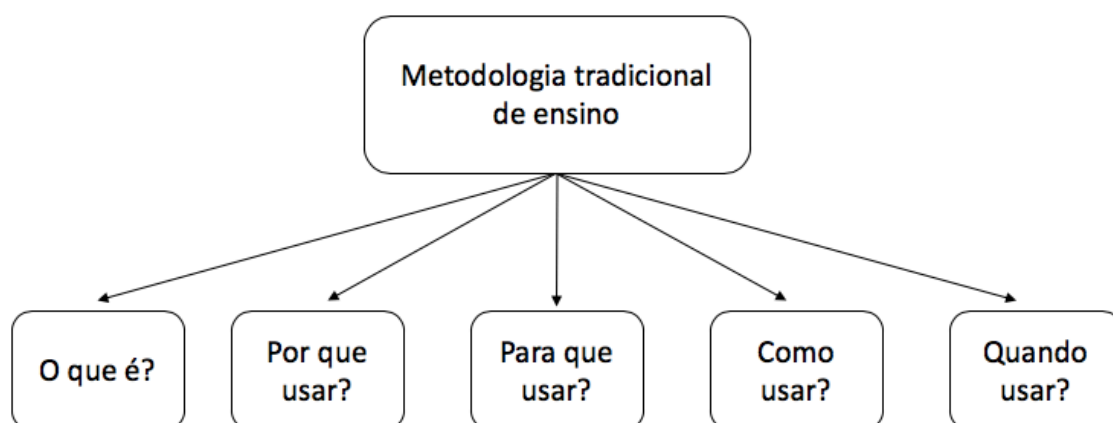 Metodologia tradicional
de ensino
O que é?
Por que
usar?
Para que
usar?
Como
usar?
Quando
usar?